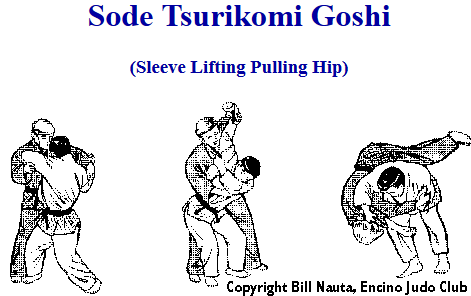 Sode Tsurikomi Goshi
(Sleeve Lifting Pulling Hip)
Copyright Bill Nauta, Encino Judo Club